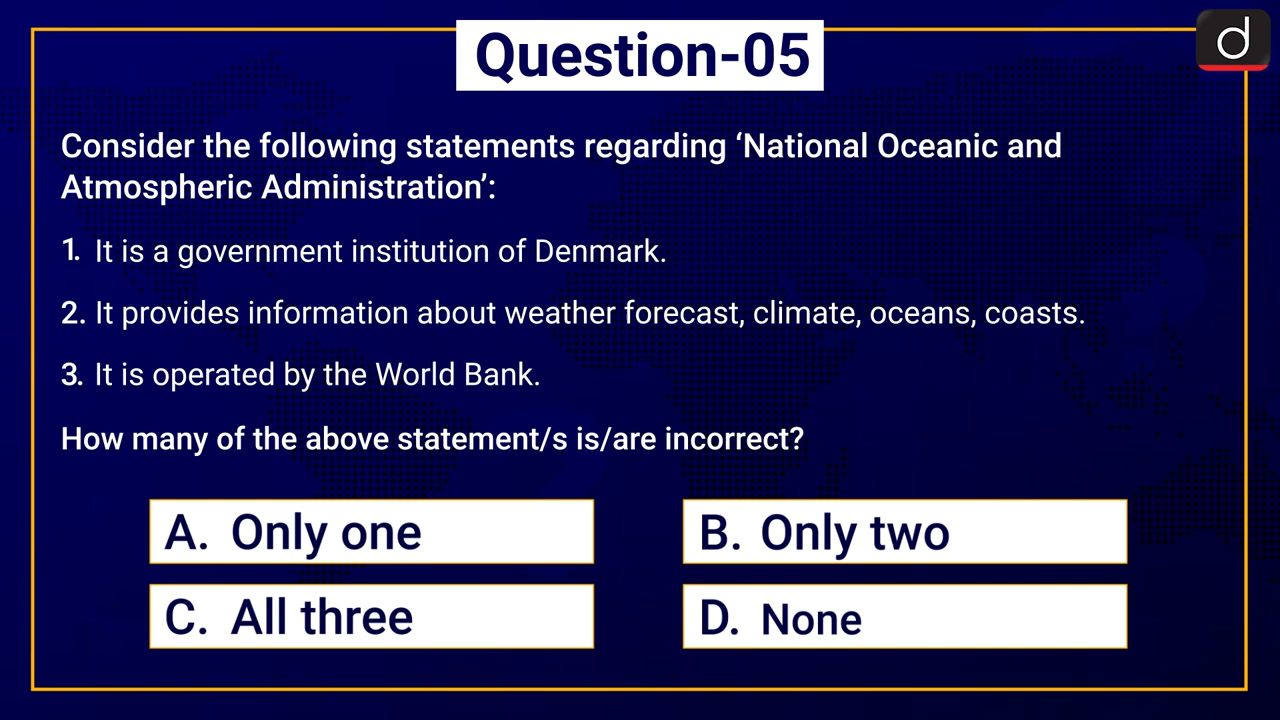 Question-05
d
Consider the following statements regarding ‘National Oceanic and
Atmospheric Administration’:
1. It is a government institution of Denmark.
2. It provides information about weather forecast, climate, oceans, coasts.
3. It is operated by the World Bank.
How many of the above statement/s is/are incorrect?
A. Only one
B. Only two
C. All three
D. None